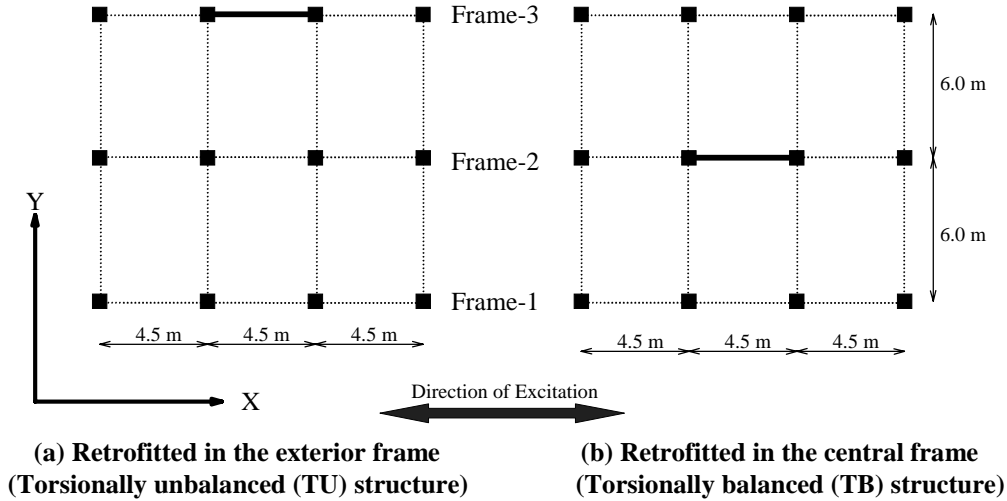 Frame-3
6.0 m
Frame-2
Y
6.0 m
Frame-1
4.5 m 4.5 m 4.5 m
4.5 m 4.5 m 4.5 m
X
Direction of Excitation
(a) Retrofitted in the exterior frame
(Torsionally unbalanced (TU) structure)
(b) Retrofitted in the central frame
(Torsionally balanced (TB) structure)